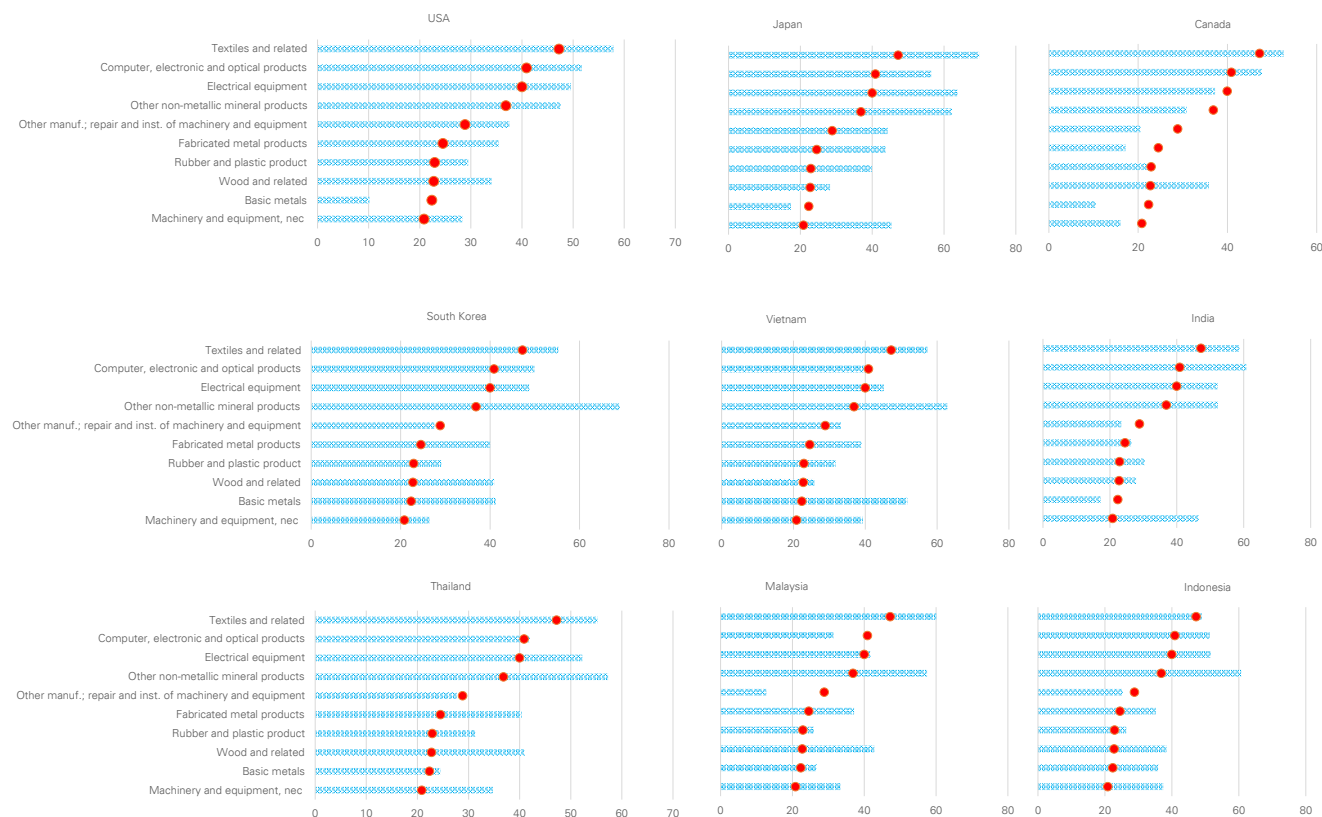 USA
Textiles and related
Computer, electronic and optical products
Electrical equipment
Other non-metallic mineral products
Other manuf.; repair and inst. of machinery and equipment
Fabricated metal products
Rubber and plastic product
Wood and related
Basic metals
Machinery and equipment, nec
0 10 20 30 40 50 60 70
Japan
0 20 40 60 80
Canada
0 20 40 60
South Korea
Textiles and related
Computer, electronic and optical products
Electrical equipment
Other non-metallic mineral products
Other manuf.; repair and inst. of machinery and equipment
Fabricated metal products
Rubber and plastic product
Wood and related
Basic metals
Machinery and equipment, nec
0 20 40 60 80
Vietnam
0 20 40 60 80
India
0 20 40 60 80
Thailand
Textiles and related
Computer, electronic and optical products
Electrical equipment
Other non-metallic mineral products
Other manuf.; repair and inst. of machinery and equipment
Fabricated metal products
Rubber and plastic product
Wood and related
Basic metals
Machinery and equipment, nec
0 10 20 30 40 50 60 70
Malaysia
0 20 40 60 80
Indonesia
0 20 40 60 80